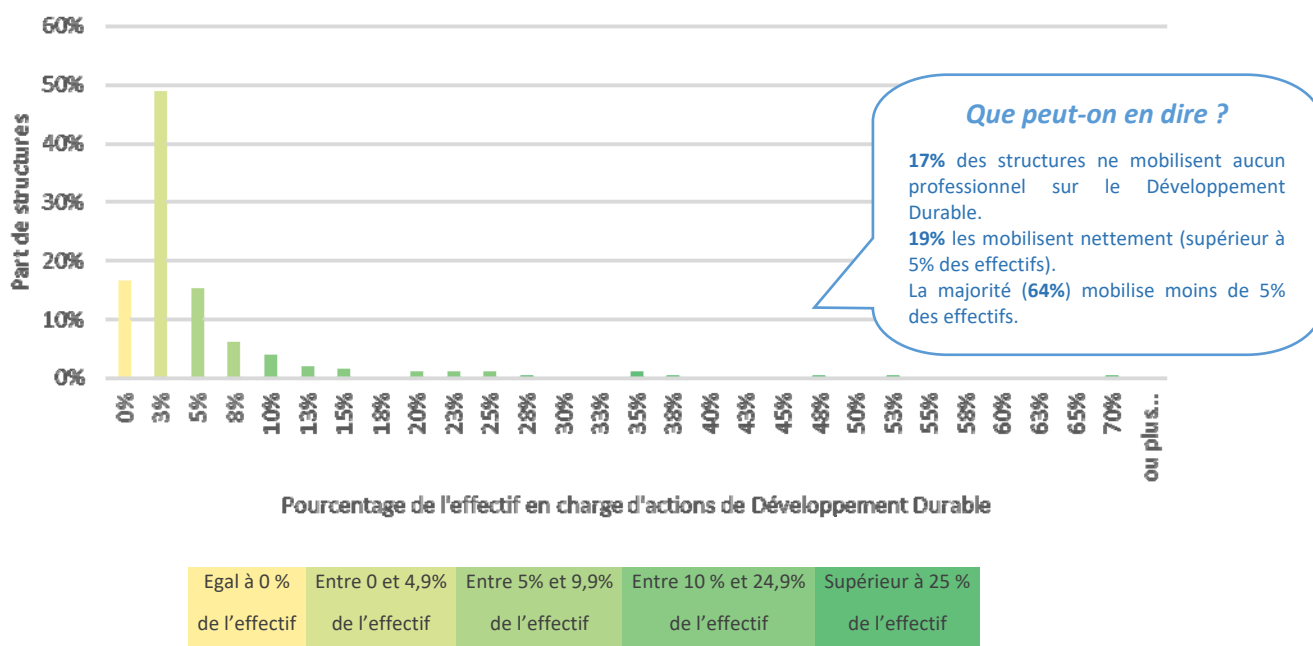 60%
50%
40%
30%
20%
10%
0%
Part de structures
Que peut-on en dire ?
17% des structures ne mobilisent aucun
professionnel sur le Développement
Durable.
19% les mobilisent nettement (supérieur à
5% des effectifs).
La majorité (64%) mobilise moins de 5%
des effectifs.
0%
3%
5%
8%
10%
13%
15%
18%
20%
23%
25%
28%
30%
33%
35%
38%
40%
43%
45%
48%
50%
53%
55%
58%
60%
63%
65%
70%
ou plus...
Pourcentage de l'effectif en charge d'actions de Développement Durable
Egal à 0 %
de l’effectif
Entre 0 et 4,9%
de l’effectif
Entre 5% et 9,9%
de l’effectif
Entre 10 % et 24,9%
de l’effectif
Supérieur à 25 %
de l’effectif